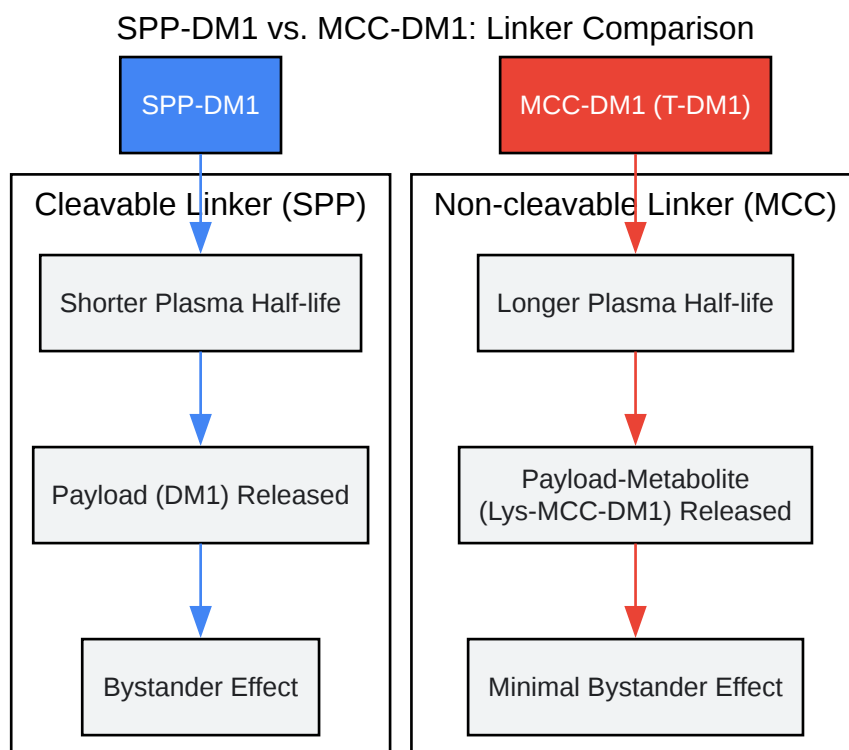 SPP-DM1 vs. MCC-DM1: Linker Comparison
SPP-DM1
MCC-DM1 (T-DM1)
Cleavable Linker (SPP)
Shorter Plasma Half-life
Payload (DM1) Released
Bystander Effect
Non-cleavable Linker (MCC)
Longer Plasma Half-life
Payload-Metabolite
(Lys-MCC-DM1) Released
Minimal Bystander Effect